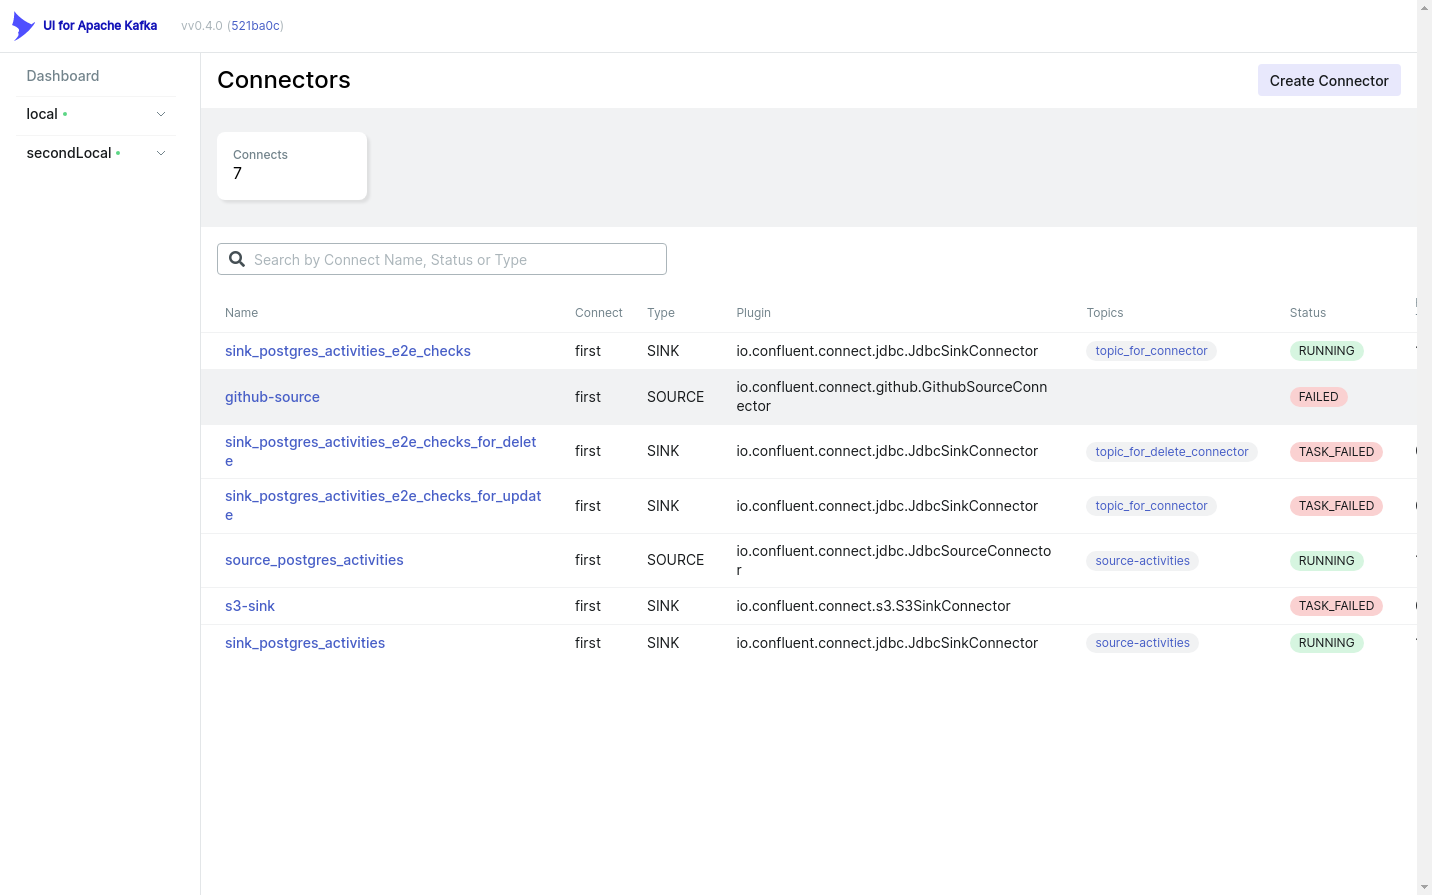 UI for Apache Kafka vv0.4.0 (521ba0c)
Dashboard
local
secondLocal
Connectors
Create Connector
Connects
7
Search by Connect Name, Status or Type
Name Connect Type Plugin Topics Status
sink_postgres_activities_e2e_checks first SINK io.confluent.connect.jdbc.JdbcSinkConnector topic_for_connector RUNNING
github-source first SOURCE io.confluent.connect.github.GithubSourceConn
ector FAILED
sink_postgres_activities_e2e_checks_for_delet
e first SINK io.confluent.connect.jdbc.JdbcSinkConnector topic_for_delete_connector TASK_FAILED
sink_postgres_activities_e2e_checks_for_updat
e first SINK io.confluent.connect.jdbc.JdbcSinkConnector topic_for_connector TASK_FAILED
source_postgres_activities first SOURCE io.confluent.connect.jdbc.JdbcSourceConnecto
r source-activities RUNNING
s3-sink first SINK io.confluent.connect.s3.S3SinkConnector TASK_FAILED
sink_postgres_activities first SINK io.confluent.connect.jdbc.JdbcSinkConnector source-activities RUNNING